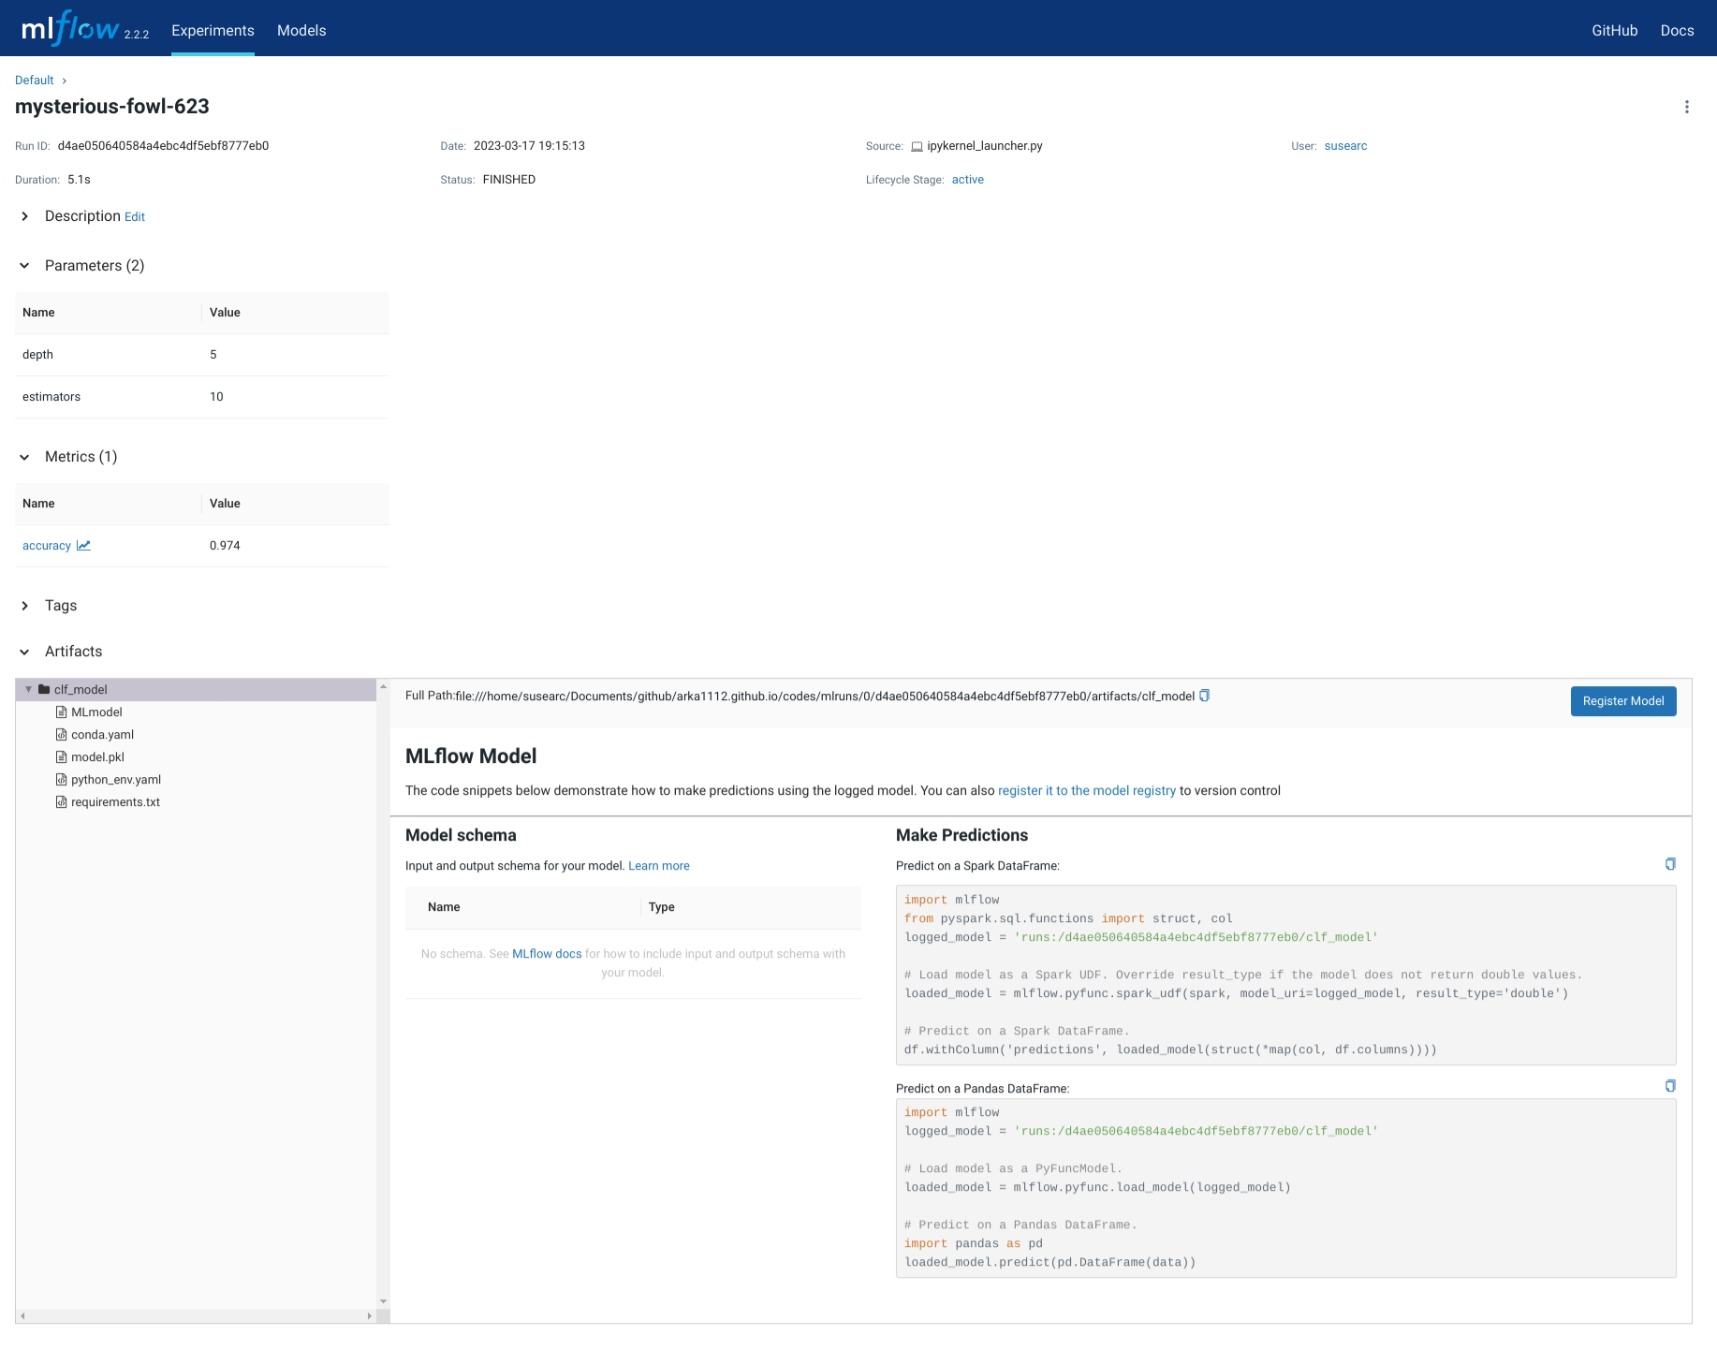 mlflow 2.2.2 Experiments Models GitHub Docs
Default
mysterious-fowl-623
Run ID: d4ae050640584a4ebc4df5ebf8777eb0 Date: 2023-03-17 19:15:13 Source: ipykernel_launcher.py User: susearc
Duration: 5.1s Status: FINISHED Lifecycle Stage: active
Description Edit
Parameters (2)
Name Value
depth 5
estimators 10
Metrics (1)
Name Value
accuracy 0.974
Tags
Artifacts
clf_model
MLmodel
conda.yaml
model.pkl
python_env.yaml
requirements.txt
Full Path:file:///home/susearc/Documents/github/arka1112.github.io/codes/mlruns/0/d4ae050640584a4ebc4df5ebf8777eb0/artifacts/clf_model
Register Model
MLflow Model
The code snippets below demonstrate how to make predictions using the logged model. You can also register it to the model registry to version control
Model schema
Input and output schema for your model. Learn more
Name Type
No schema. See MLflow docs for how to include input and output schema with
your model.
Make Predictions
Predict on a Spark DataFrame:
import mlflow
from pyspark.sql.functions import struct, col
logged_model = 'runs:/d4ae050640584a4ebc4df5ebf8777eb0/clf_model'
# Load model as a Spark UDF. Override result_type if the model does not return double values.
loaded_model = mlflow.pyfunc.spark_udf(spark, model_uri=logged_model, result_type='double')
# Predict on a Spark DataFrame.
df.withColumn('predictions', loaded_model(struct(*map(col, df.columns))))
Predict on a Pandas DataFrame:
import mlflow
logged_model = 'runs:/d4ae050640584a4ebc4df5ebf8777eb0/clf_model'
# Load model as a PyFuncModel.
loaded_model = mlflow.pyfunc.load_model(logged_model)
# Predict on a Pandas DataFrame.
import pandas as pd
loaded_model.predict(pd.DataFrame(data))